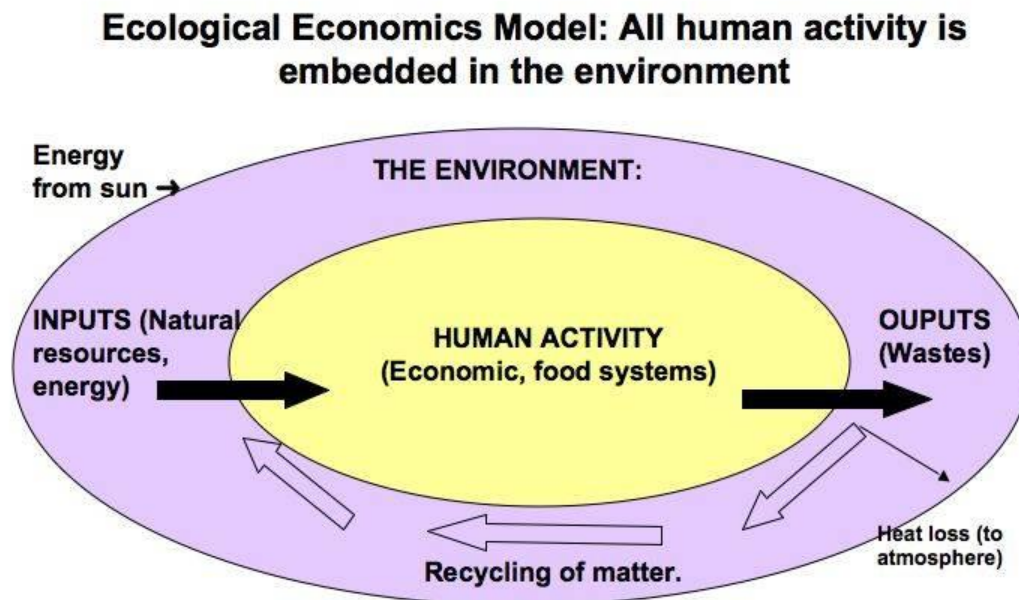 Ecological Economics Model: All human activity is
embedded in the environment
Energy
from sun ➔
THE ENVIRONMENT:
INPUTS (Natural
resources,
energy)
HUMAN ACTIVITY
(Economic, food systems)
OUPUTS
(Wastes)
Heat loss (to
atmosphere)
Recycling of matter.